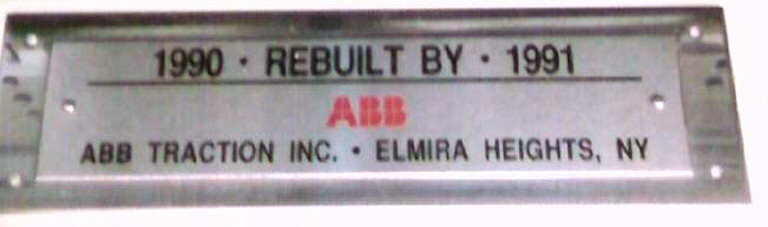 1990 · REBUILT BY · 1991
ABB
ABB TRACTION INC. · ELMIRA HEIGHTS, NY